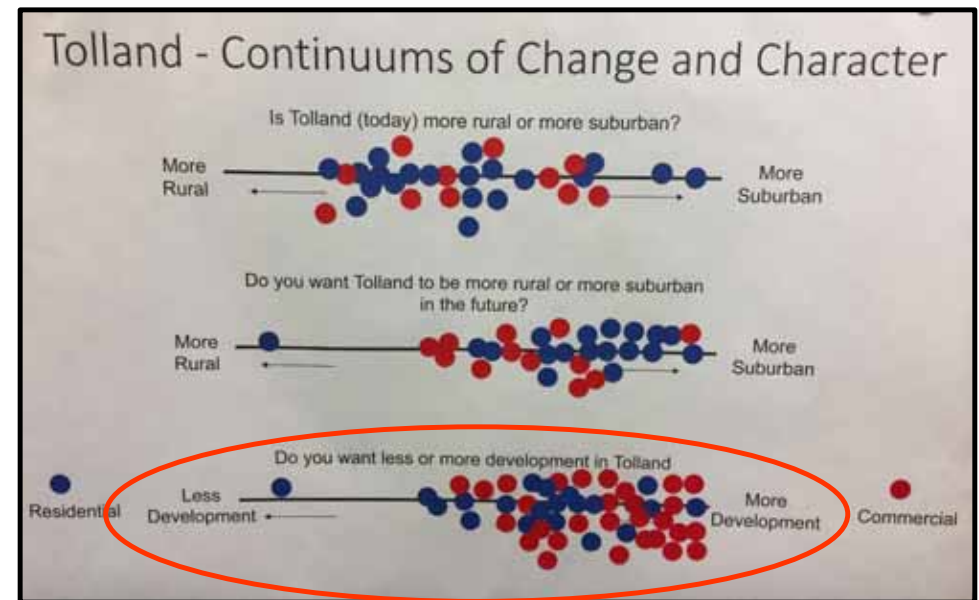 Tolland - Continuums of Change and Character
Is Tolland (today) more rural or more suburban?
More
Rural
More
Suburban
Do you want Tolland to be more rural or more suburban
in the future?
More
Rural
More
Suburban
Do you want less or more development in Tolland
Residential
Less
Development
More
Development
Commercial